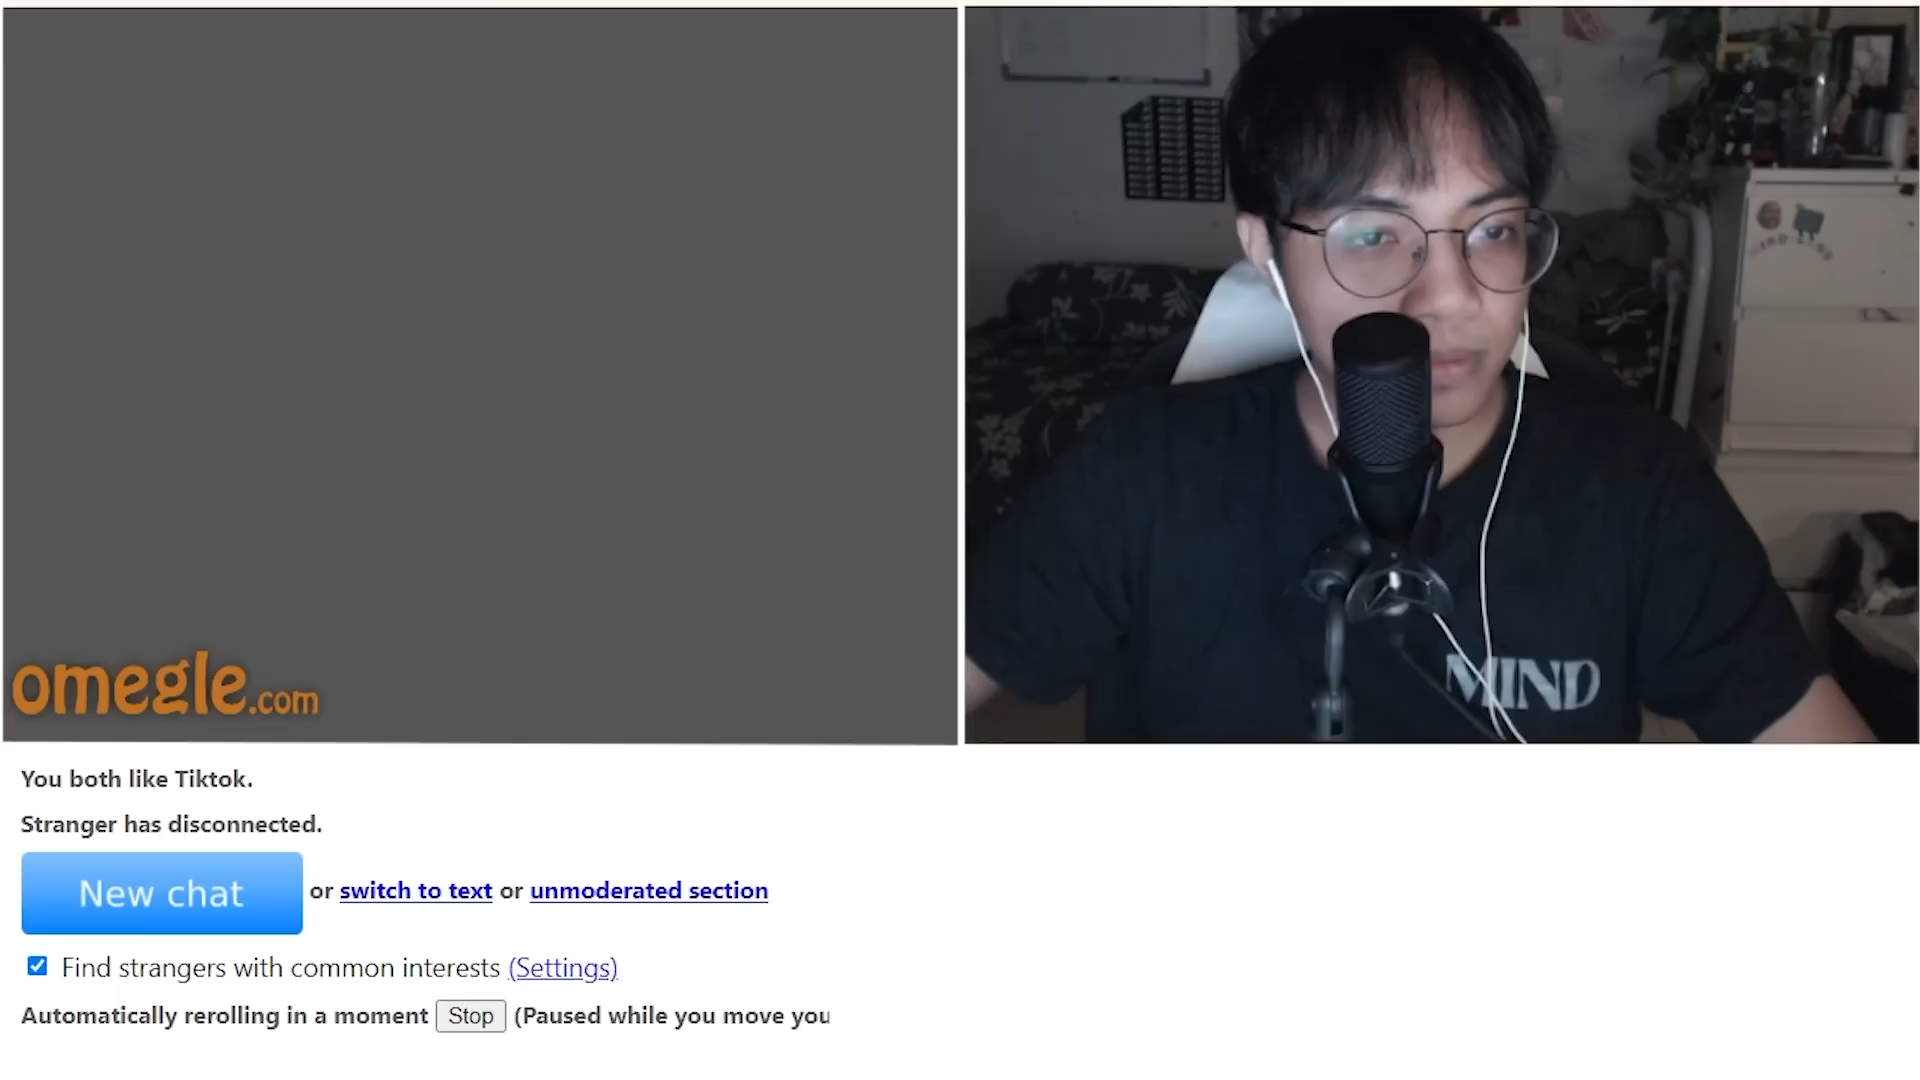 omegle.com
MIND
You both like Tiktok.
Stranger has disconnected.
New chat or switch to text or unmoderated section
Find strangers with common interests (Settings)
Automatically rerolling in a moment Stop (Paused while you move you